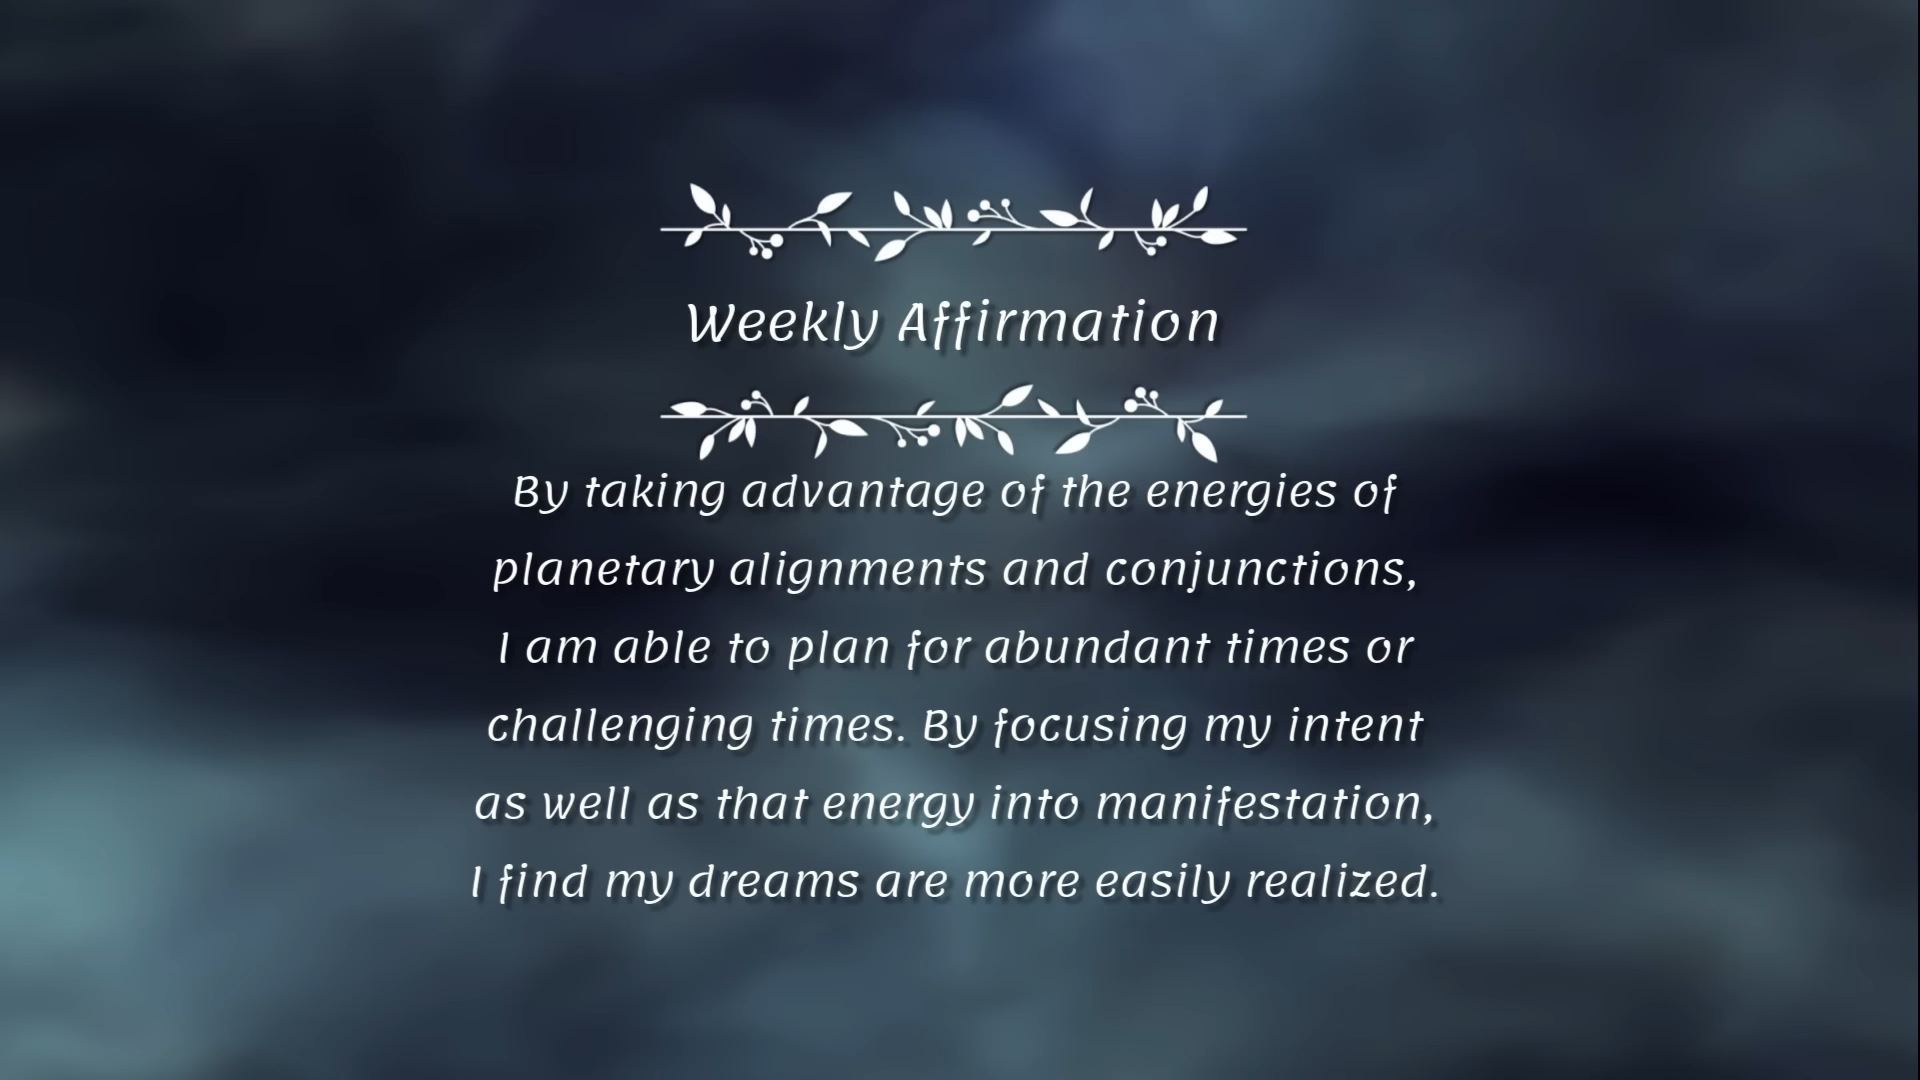 Weekly Affirmation
By taking advantage of the energies of
planetary alignments and conjunctions,
I am able to plan for abundant times or
challenging times. By focusing my intent
as well as that energy into manifestation,
I find my dreams are more easily realized.